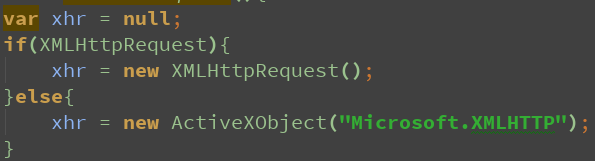 var xhr = null;
if(XMLHttpRequest){
    xhr = new XMLHttpRequest();
}else{
    xhr = new ActiveXObject("Microsoft.XMLHTTP");
}